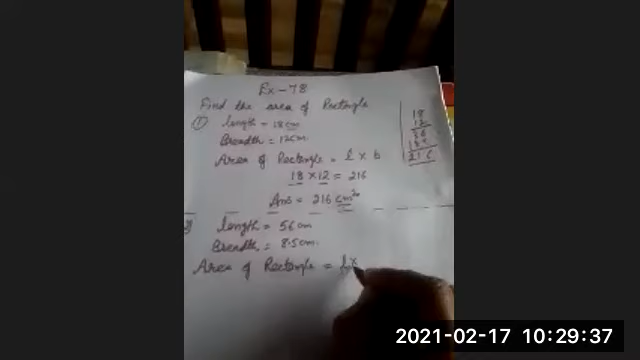 Ex-78
Find the area of Rectangle
① length = 18cm
Breadth = 12cm
Area of Rectangle = l x b
18 x 12 = 216
Ans = 216 cm²
18
12
36
18x
216
length = 56cm
Breadth = 8.5cm
Area of Rectangle = l x
2021-02-17 10:29:37